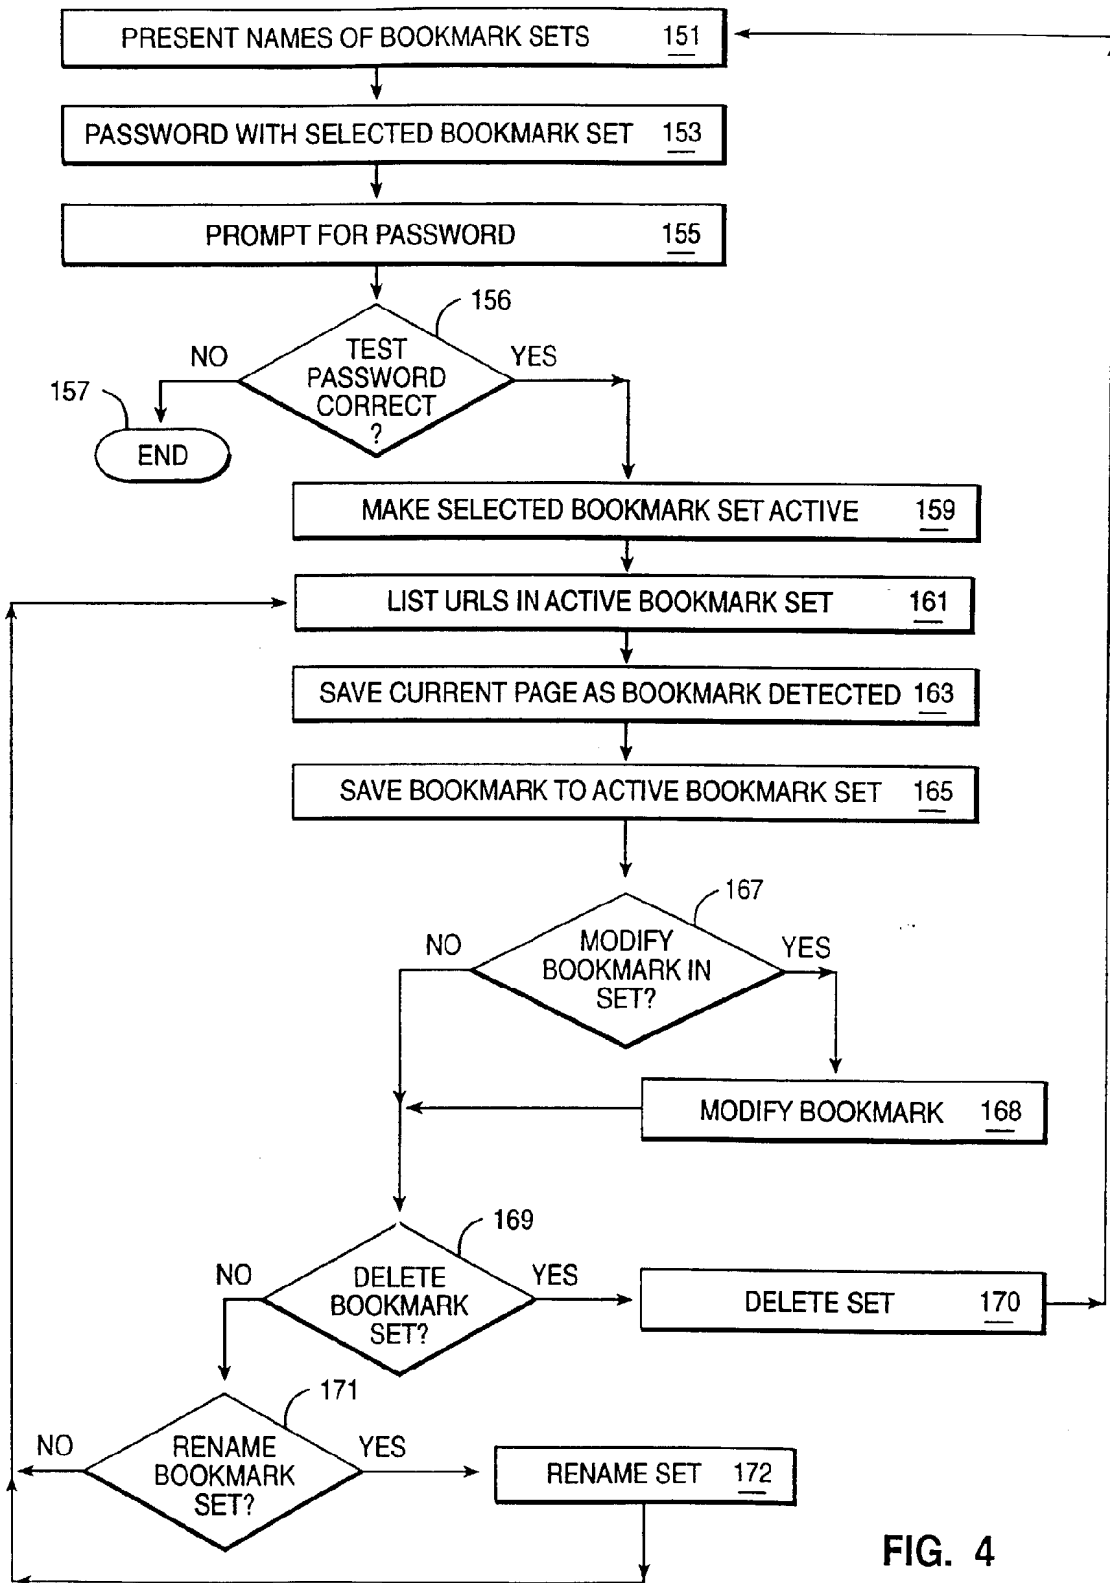 PRESENT NAMES OF BOOKMARK SETS 151
PASSWORD WITH SELECTED BOOKMARK SET 153
PROMPT FOR PASSWORD 155
156
NO
TEST
PASSWORD
CORRECT
?
YES
157
END
MAKE SELECTED BOOKMARK SET ACTIVE 159
LIST URLS IN ACTIVE BOOKMARK SET 161
SAVE CURRENT PAGE AS BOOKMARK DETECTED 163
SAVE BOOKMARK TO ACTIVE BOOKMARK SET 165
167
NO
MODIFY
BOOKMARK IN
SET?
YES
MODIFY BOOKMARK 168
169
NO
DELETE
BOOKMARK
SET?
YES
DELETE SET 170
171
NO
RENAME
BOOKMARK
SET?
YES
RENAME SET 172
FIG. 4